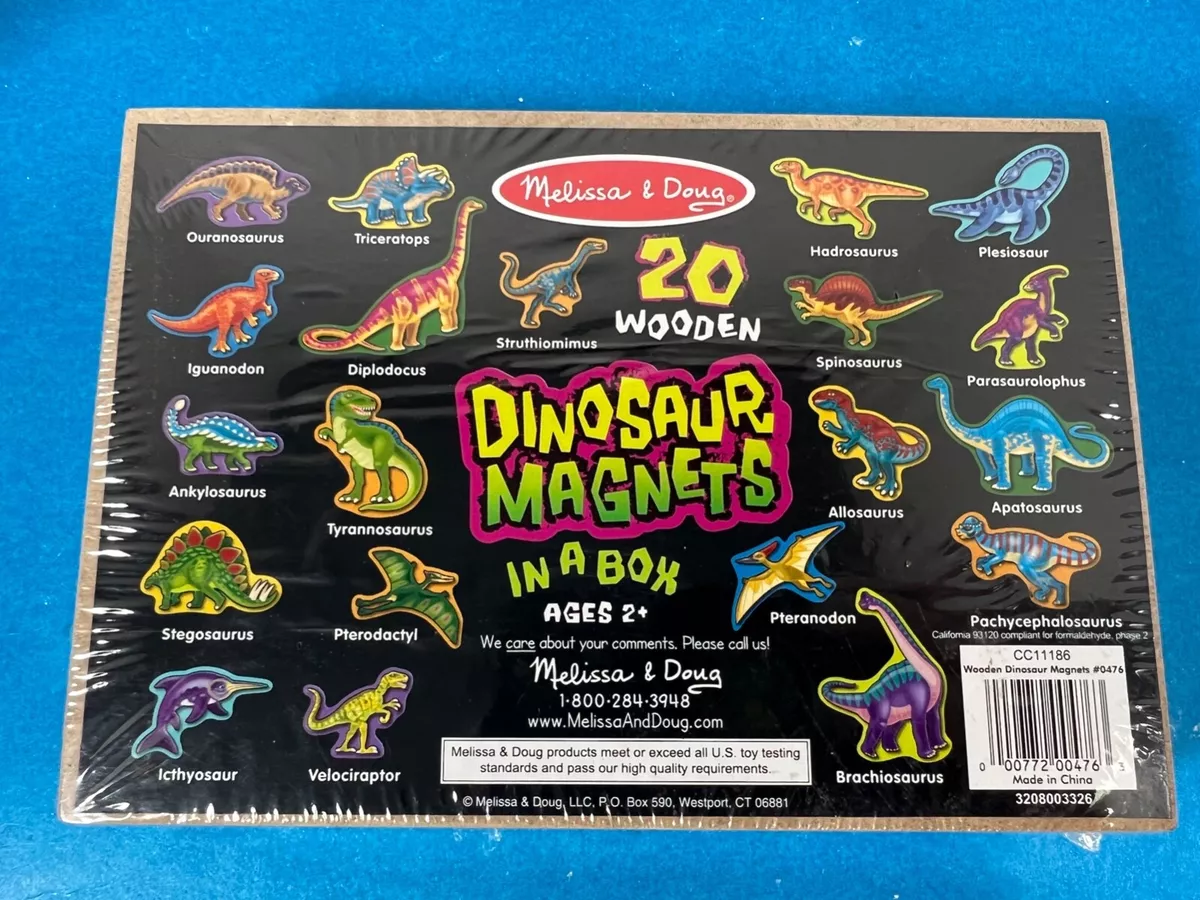 Melissa & Doug®
Ouranosaurus
Triceratops
Hadrosaurus
Plesiosaur
20
WOODEN
Struthiomimus
Iguanodon
Diplodocus
Spinosaurus
Parasaurolophus
DINOSAUR
MAGNETS
IN A BOX
AGES 2+
Ankylosaurus
Tyrannosaurus
Allosaurus
Apatosaurus
Stegosaurus
Pterodactyl
Pteranodon
Pachycephalosaurus
California 93120 compliant for formaldehyde, phase 2
We care about your comments. Please call us!
Melissa & Doug
1·800·284·3948
www.MelissaAndDoug.com
Icthyosaur
Velociraptor
Brachiosaurus
Melissa & Doug products meet or exceed all U.S. toy testing
standards and pass our high quality requirements.
© Melissa & Doug, LLC, P.O. Box 590, Westport, CT 06881
CC11186
Wooden Dinosaur Magnets #0476
0 00772 00476 3
Made in China
3208003326